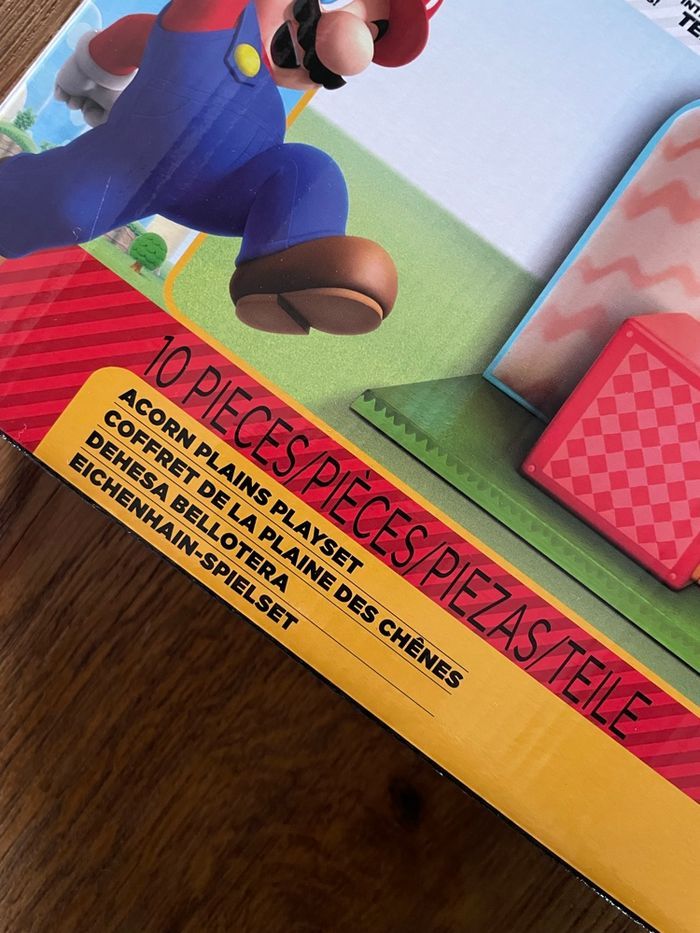 10 PIECES/PIÈCES/PIEZAS/TEILE
ACORN PLAINS PLAYSET
COFFRET DE LA PLAINE DES CHÊNES
DEHESA BELLOTERA
EICHENHAIN-SPIELSET